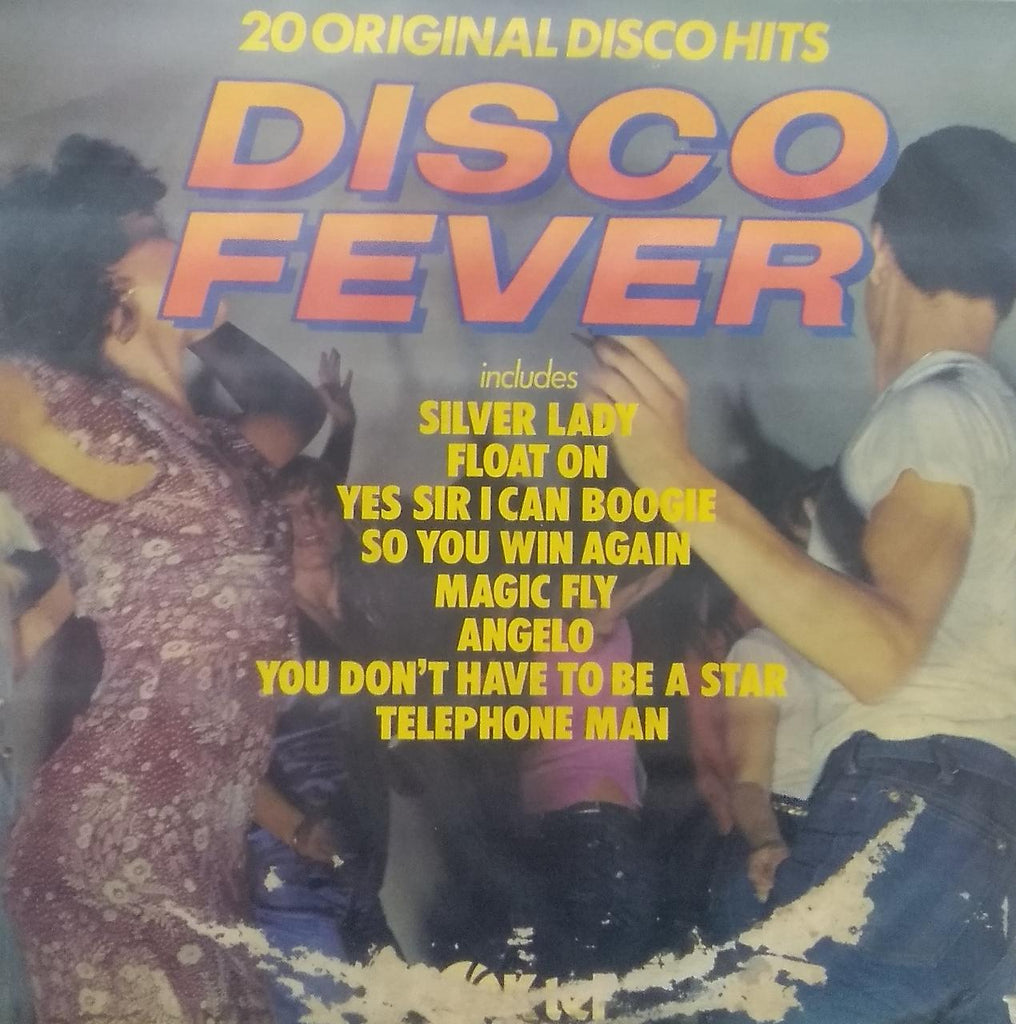 20 ORIGINAL DISCO HITS
DISCO
FEVER
includes
SILVER LADY
FLOAT ON
YES SIR I CAN BOOGIE
SO YOU WIN AGAIN
MAGIC FLY
ANGELO
YOU DON'T HAVE TO BE A STAR
TELEPHONE MAN